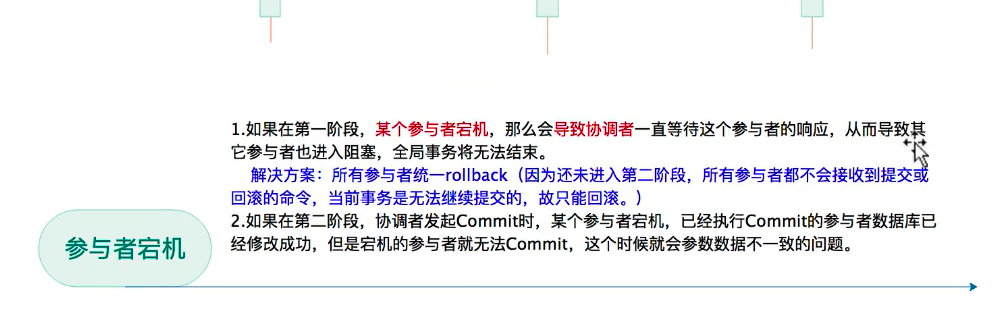 1.如果在第一阶段，某个参与者宕机，那么会导致协调者一直等待这个参与者的响应，从而导致其
它参与者也进入阻塞，全局事务将无法结束。
解决方案：所有参与者统一rollback（因为还未进入第二阶段，所有参与者都不会接收到提交或
回滚的命令，当前事务是无法继续提交的，故只能回滚。）
2.如果在第二阶段，协调者发起Commit时，某个参与者宕机，已经执行Commit的参与者数据库已
经修改成功，但是宕机的参与者就无法Commit，这个时候就会参数数据不一致的问题。
参与者宕机